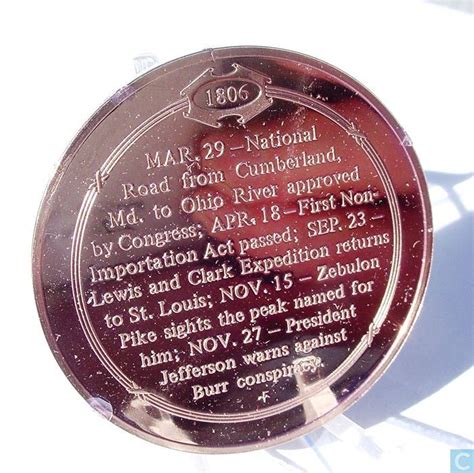 1806
MAR. 29 – National
Road from Cumberland,
Md. to Ohio River approved
by Congress; APR. 18 – First Non-
Importation Act passed; SEP. 23 –
Lewis and Clark Expedition returns
to St. Louis; NOV. 15 – Zebulon
Pike sights the peak named for
him; NOV. 27 – President
Jefferson warns against
Burr conspiracy.
C